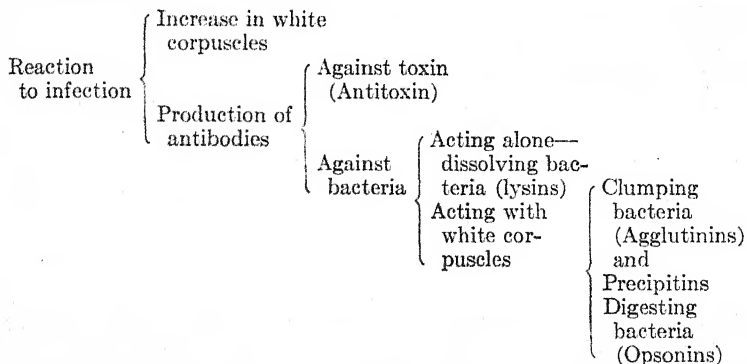 Increase in white
corpuscles
Reaction
to infection
Production of
antibodies
Against toxin
(Antitoxin)
Against
bacteria
Acting alone—
dissolving bac-
teria (lysins)
Acting with
white cor-
puscles
Clumping
bacteria
(Agglutinins)
and
Precipitins
Digesting
bacteria
(Opsonins)